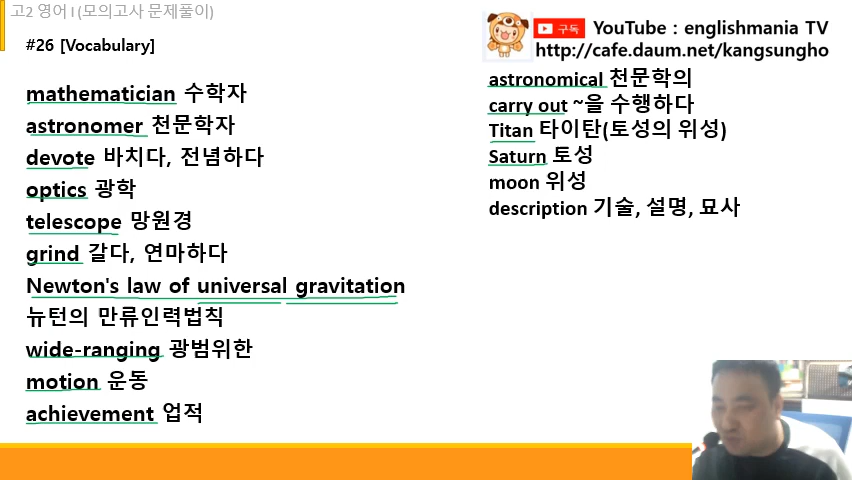 고2 영어 I (모의고사 문제풀이)
#26 [Vocabulary]
구독 YouTube : englishmania TV
http://cafe.daum.net/kangsungho
mathematician 수학자
astronomer 천문학자
devote 바치다, 전념하다
optics 광학
telescope 망원경
grind 갈다, 연마하다
Newton's law of universal gravitation
뉴턴의 만류인력법칙
wide-ranging 광범위한
motion 운동
achievement 업적
astronomical 천문학의
carry out ~을 수행하다
Titan 타이탄(토성의 위성)
Saturn 토성
moon 위성
description 기술, 설명, 묘사